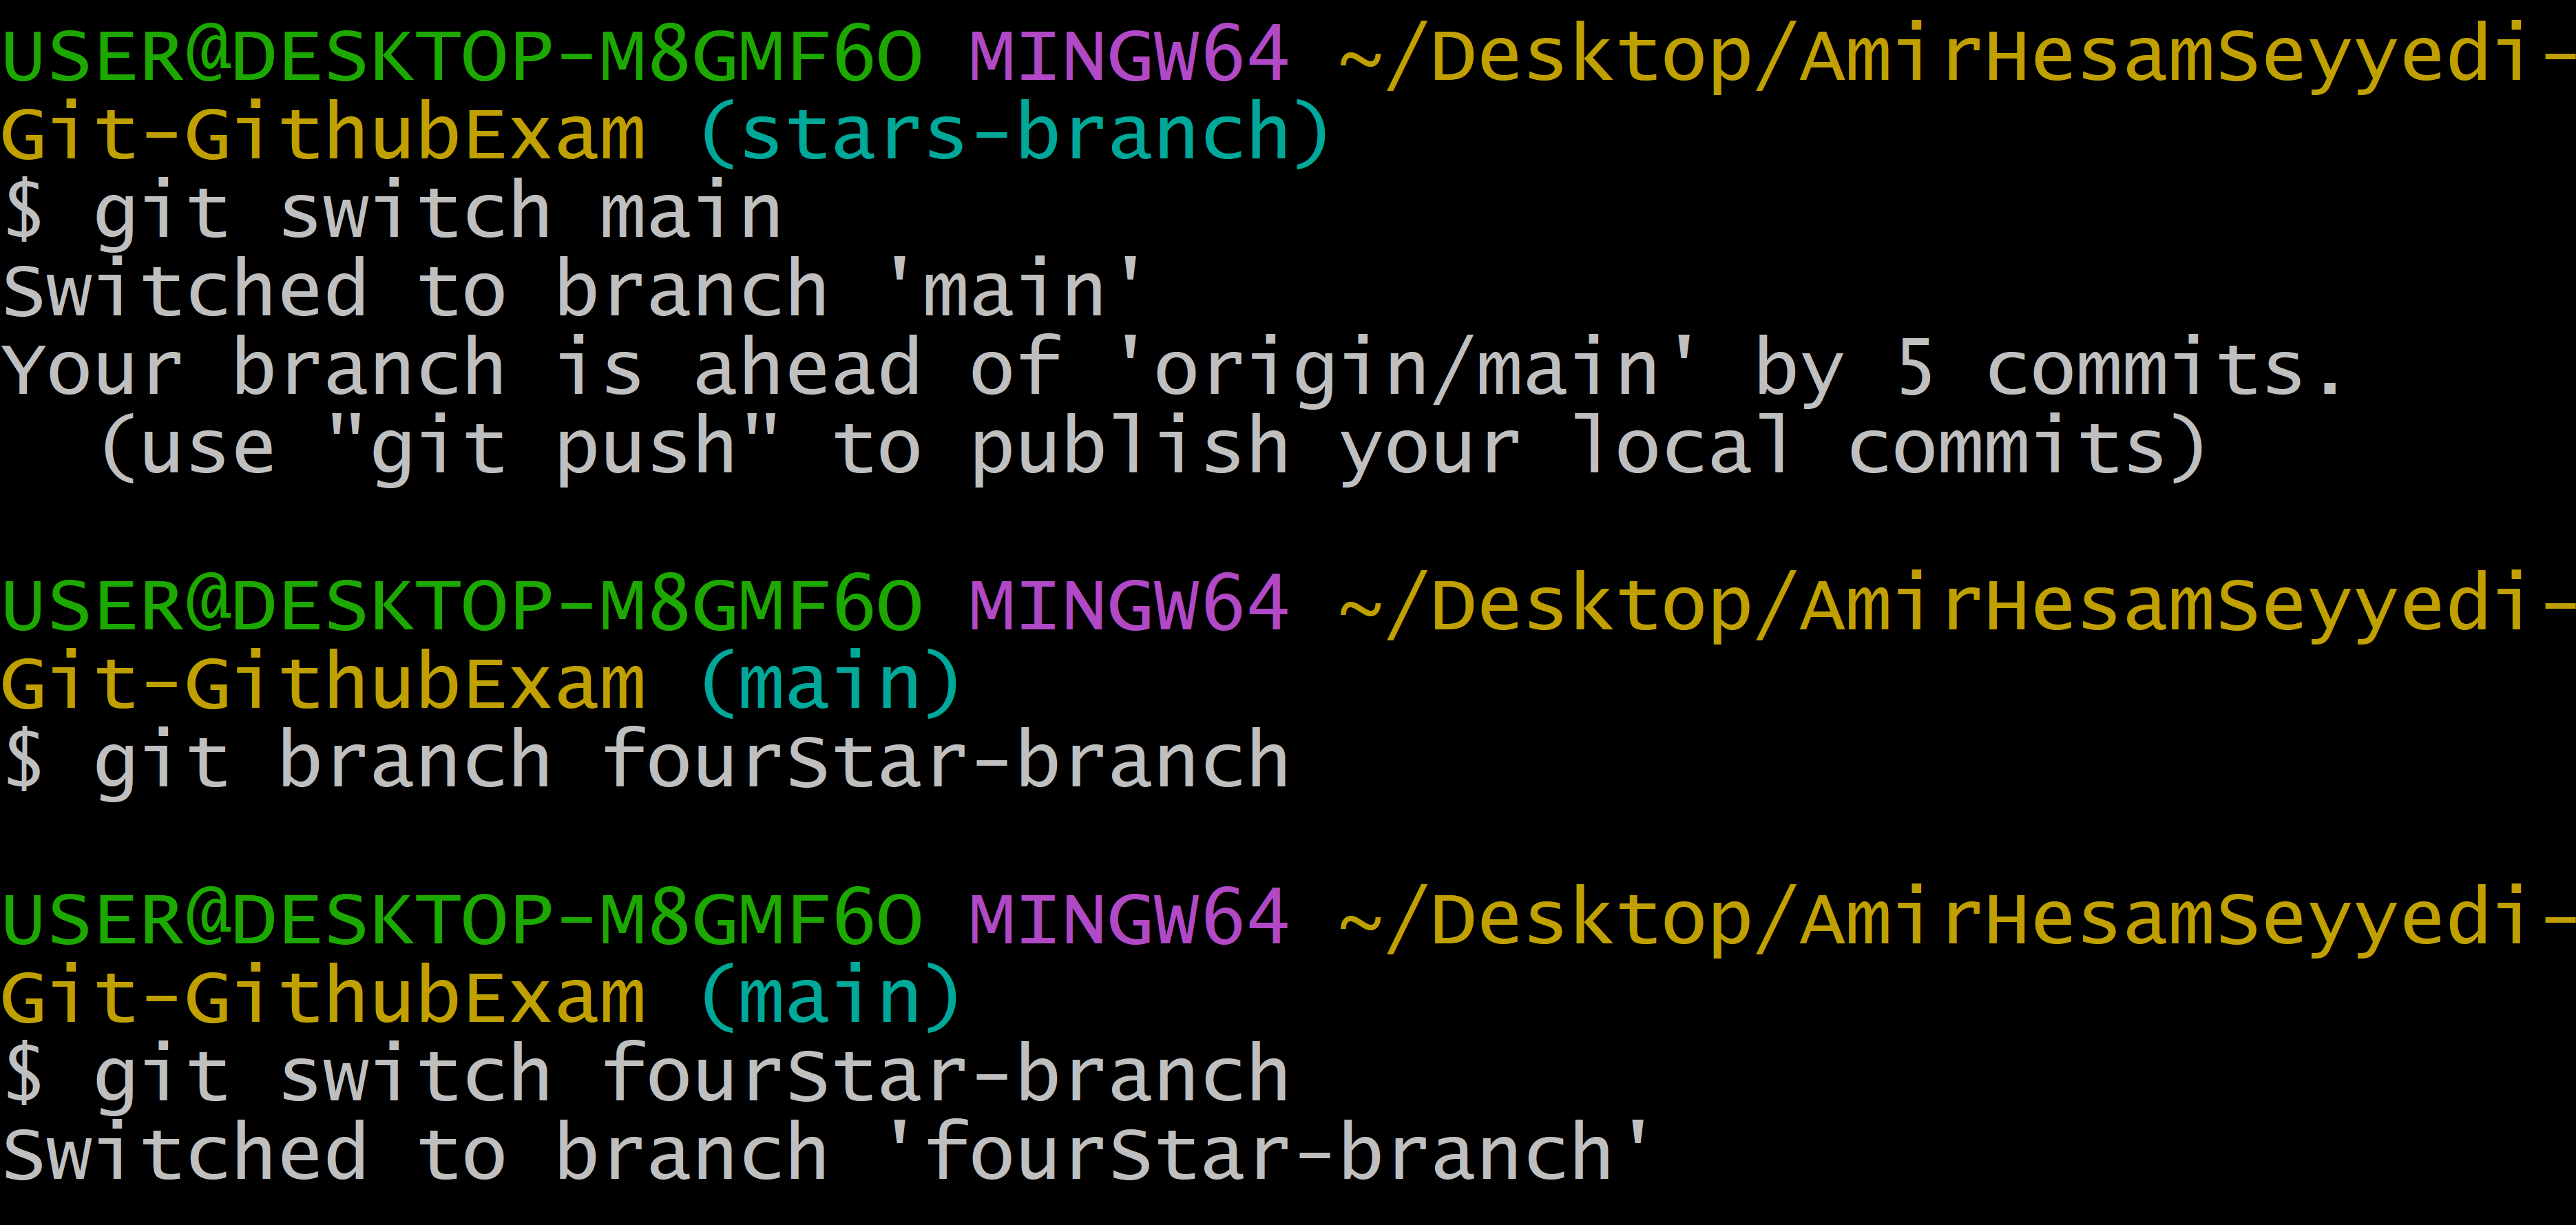 USER@DESKTOP-M8GMF6O MINGW64 ~/Desktop/AmirHesamSeyyedi-
Git-GithubExam (stars-branch)
$ git switch main
Switched to branch 'main'
Your branch is ahead of 'origin/main' by 5 commits.
  (use "git push" to publish your local commits)

USER@DESKTOP-M8GMF6O MINGW64 ~/Desktop/AmirHesamSeyyedi-
Git-GithubExam (main)
$ git branch fourStar-branch

USER@DESKTOP-M8GMF6O MINGW64 ~/Desktop/AmirHesamSeyyedi-
Git-GithubExam (main)
$ git switch fourStar-branch
Switched to branch 'fourStar-branch'